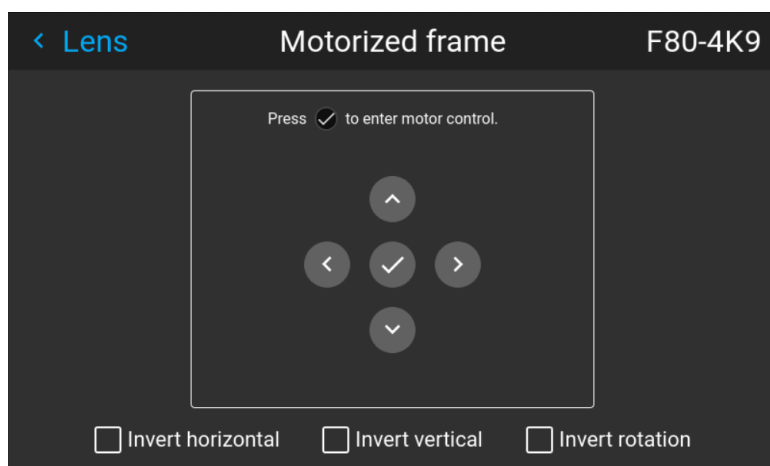 Lens
Motorized frame
F80-4K9
Press to enter motor control.
Invert horizontal
Invert vertical
Invert rotation